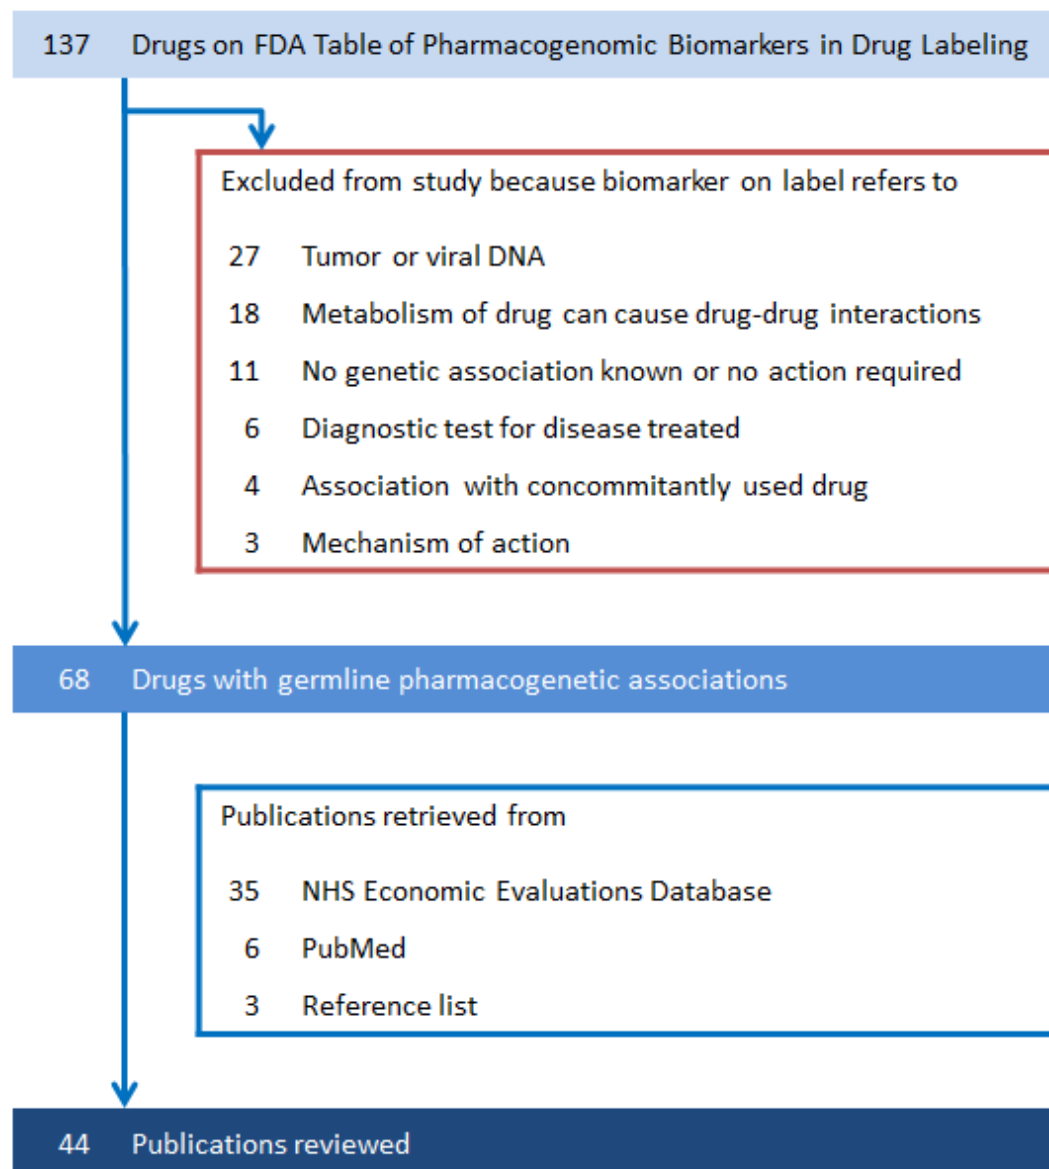 137 Drugs on FDA Table of Pharmacogenomic Biomarkers in Drug Labeling
Excluded from study because biomarker on label refers to
27 Tumor or viral DNA
18 Metabolism of drug can cause drug-drug interactions
11 No genetic association known or no action required
6 Diagnostic test for disease treated
4 Association with concommitantly used drug
3 Mechanism of action
68 Drugs with germline pharmacogenetic associations
Publications retrieved from
35 NHS Economic Evaluations Database
6 PubMed
3 Reference list
44 Publications reviewed